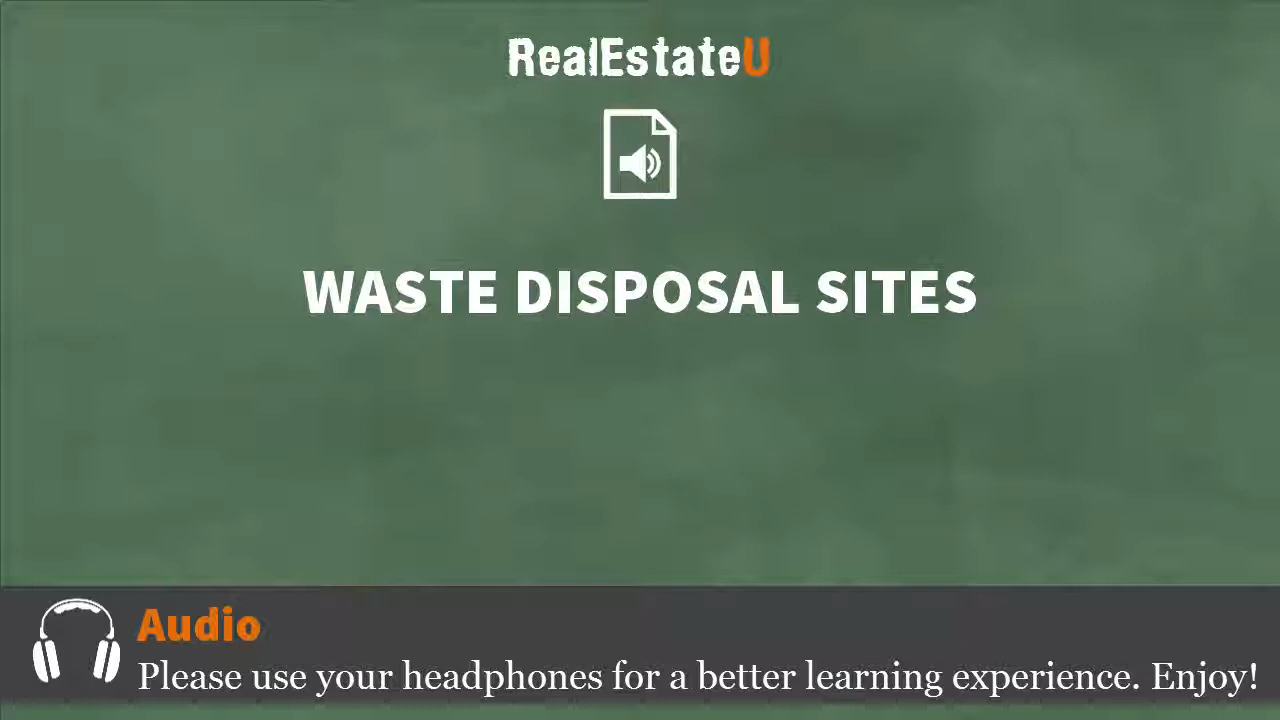 RealEstateU
WASTE DISPOSAL SITES
Audio
Please use your headphones for a better learning experience. Enjoy!